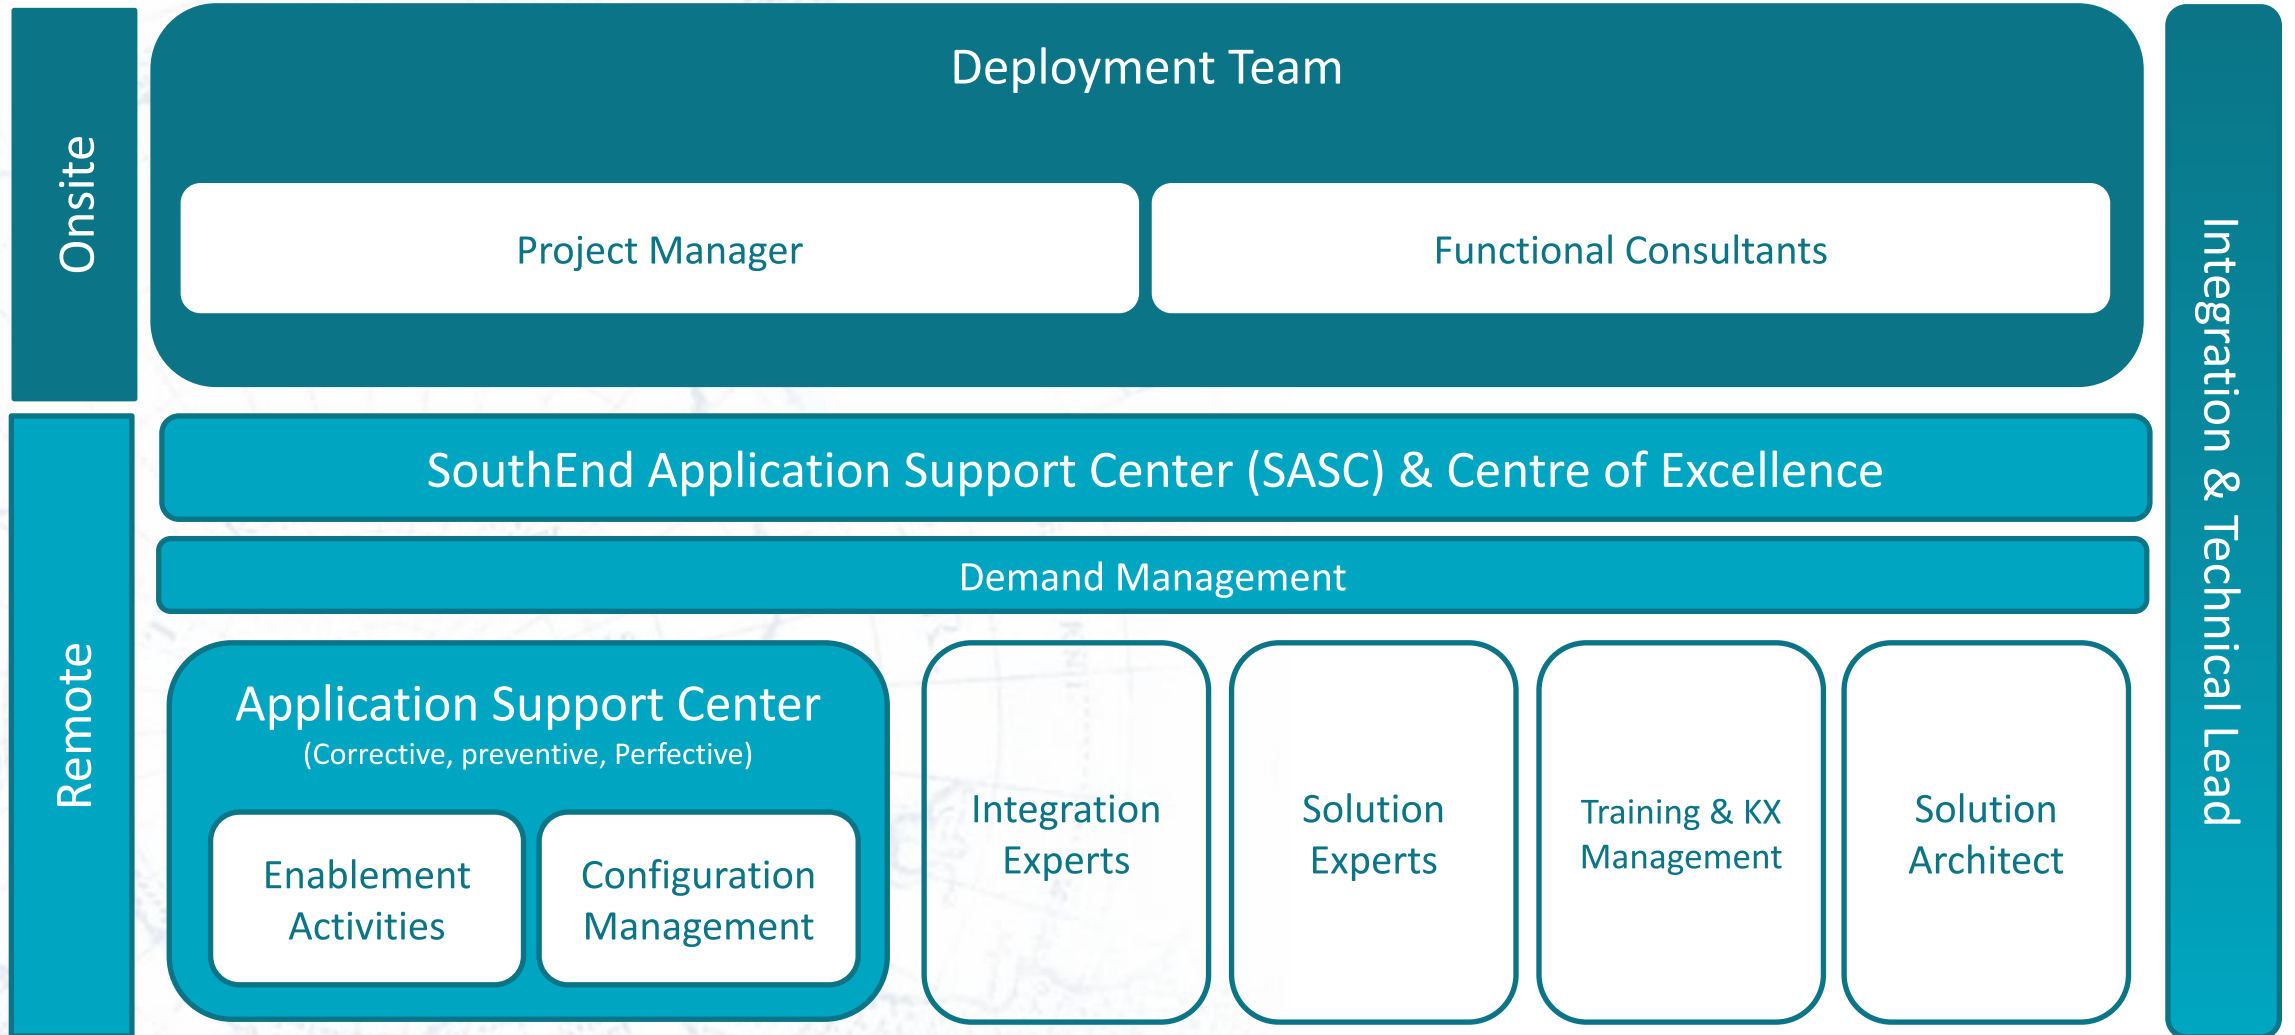 Onsite
Deployment Team
Project Manager
Functional Consultants
Integration & Technical Lead
Remote
SouthEnd Application Support Center (SASC) & Centre of Excellence
Demand Management
Application Support Center
(Corrective, preventive, Perfective)
Enablement
Activities
Configuration
Management
Integration
Experts
Solution
Experts
Training & KX
Management
Solution
Architect